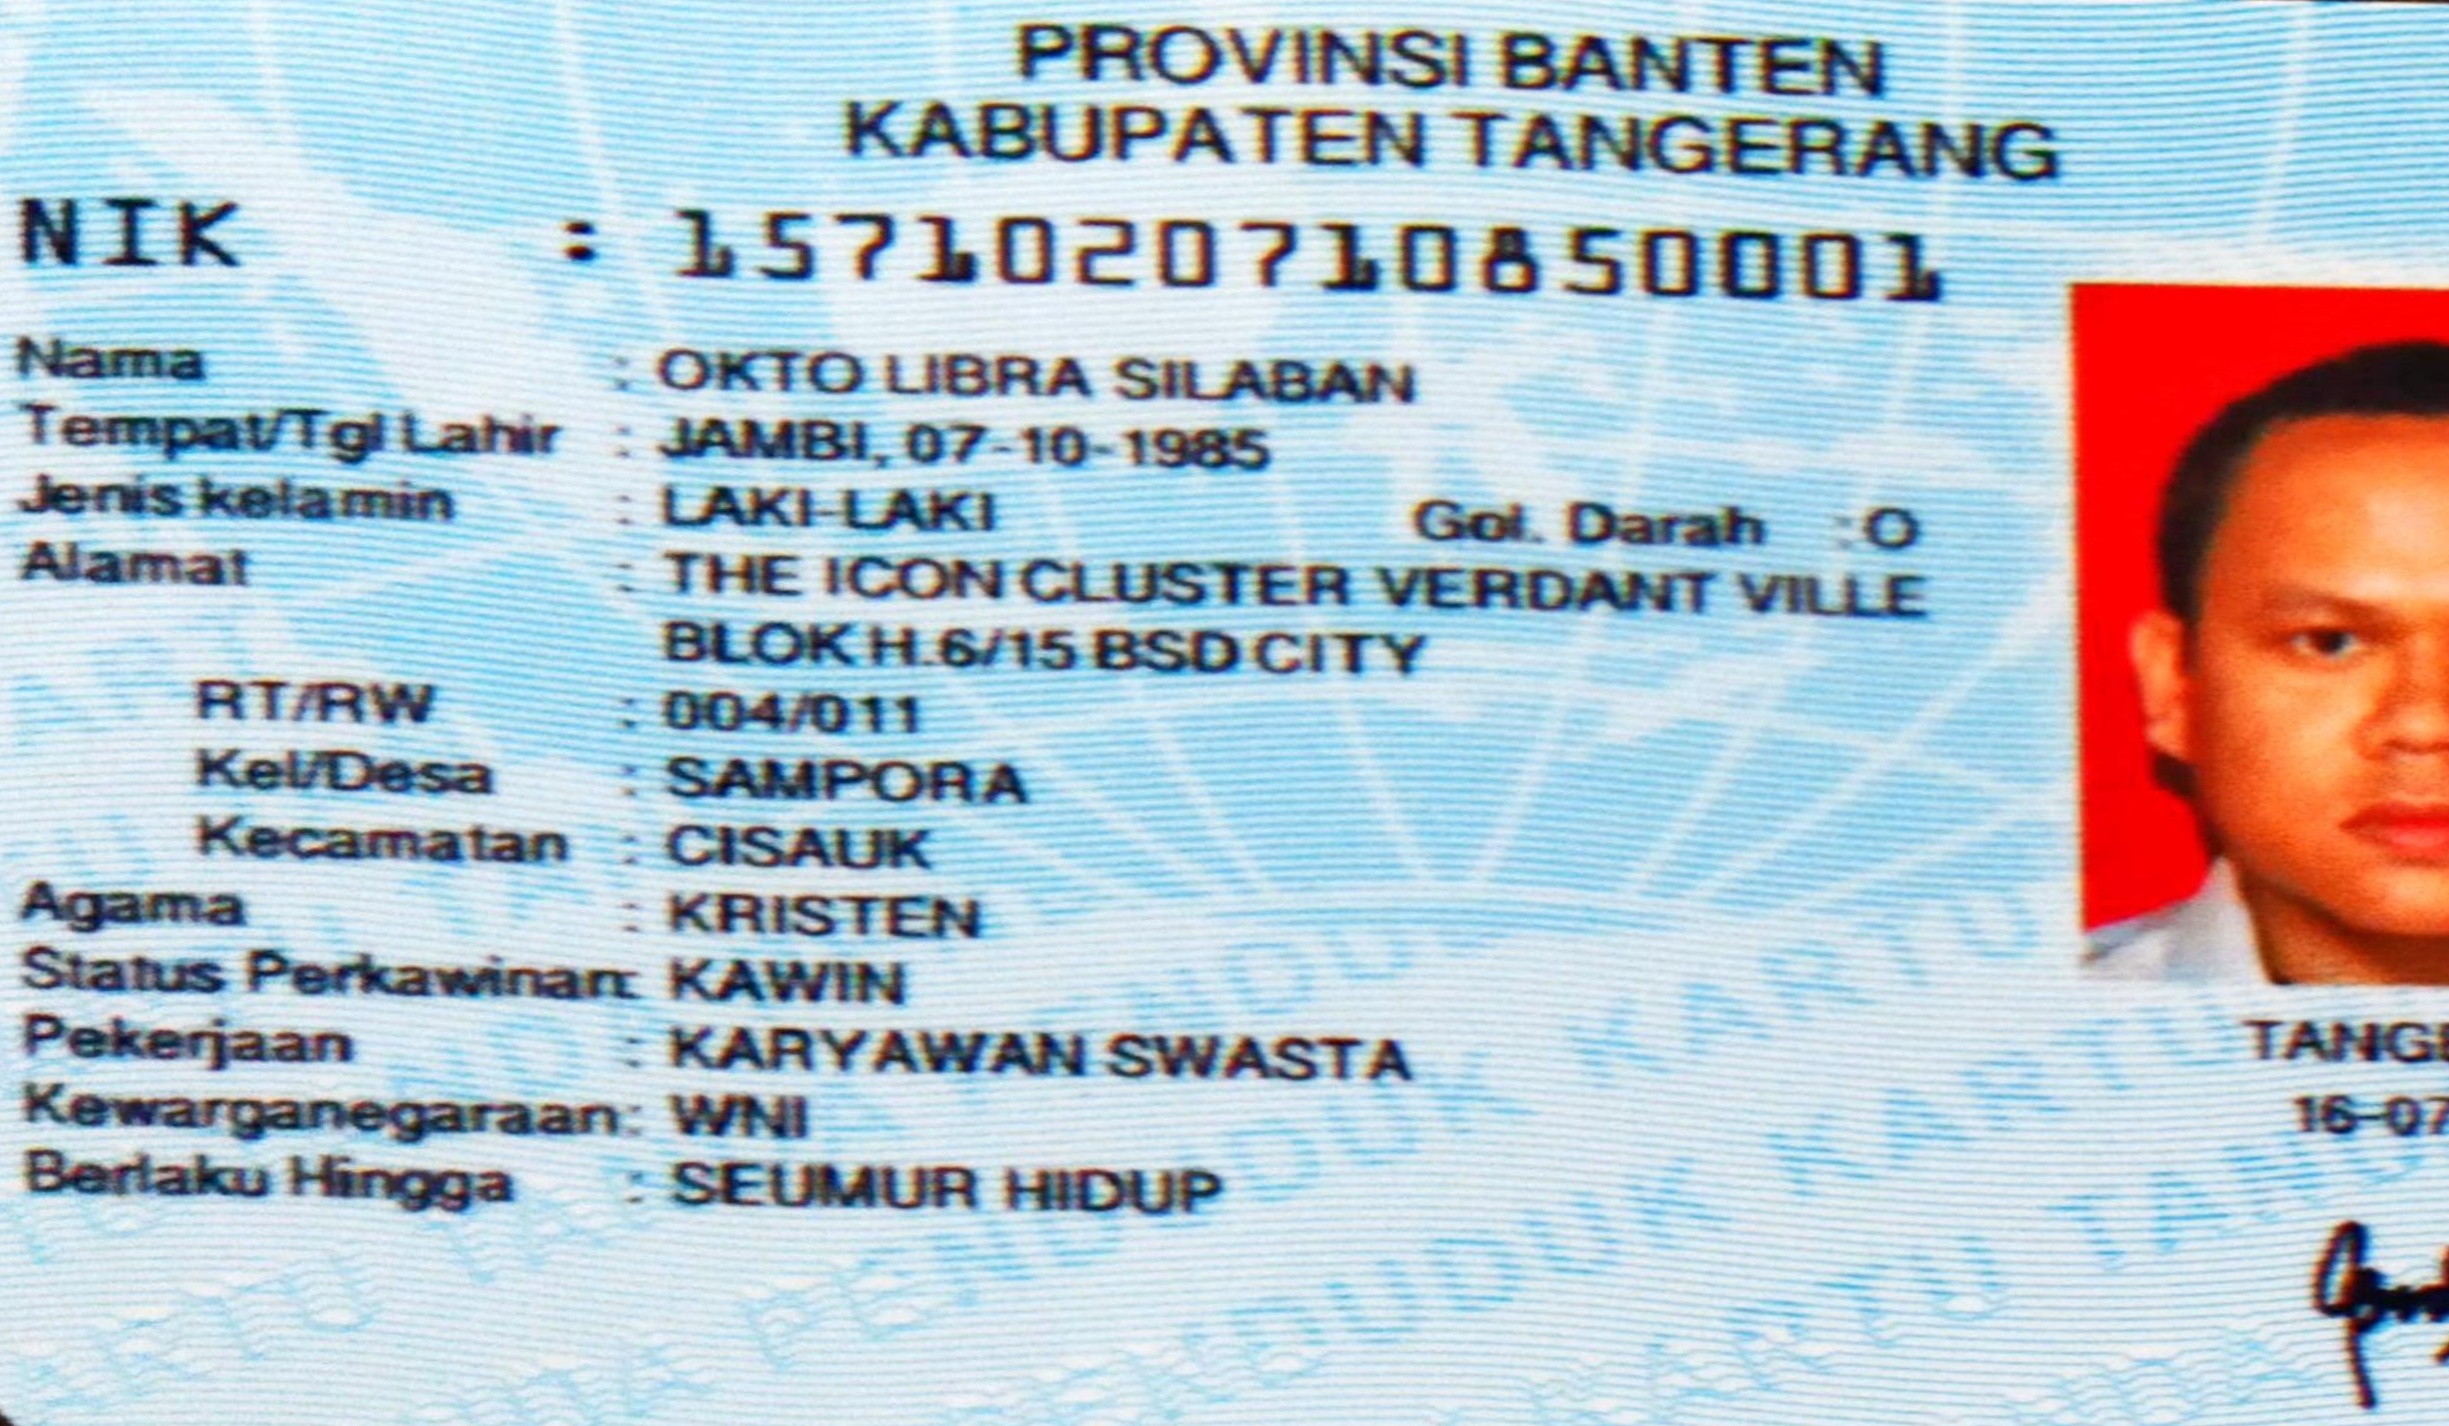 PROVINSI BANTEN
KABUPATEN TANGERANG
NIK : 1571020710850001
Nama : OKTO LIBRA SILABAN
Tempat/Tgl Lahir : JAMBI, 07-10-1985
Jenis kelamin : LAKI-LAKI Gol. Darah : O
Alamat : THE ICON CLUSTER VERDANT VILLE
BLOK H.6/15 BSD CITY
RT/RW : 004/011
Kel/Desa : SAMPORA
Kecamatan : CISAUK
Agama : KRISTEN
Status Perkawinan: KAWIN
Pekerjaan : KARYAWAN SWASTA
Kewarganegaraan: WNI
Berlaku Hingga : SEUMUR HIDUP
TANGE
16-07